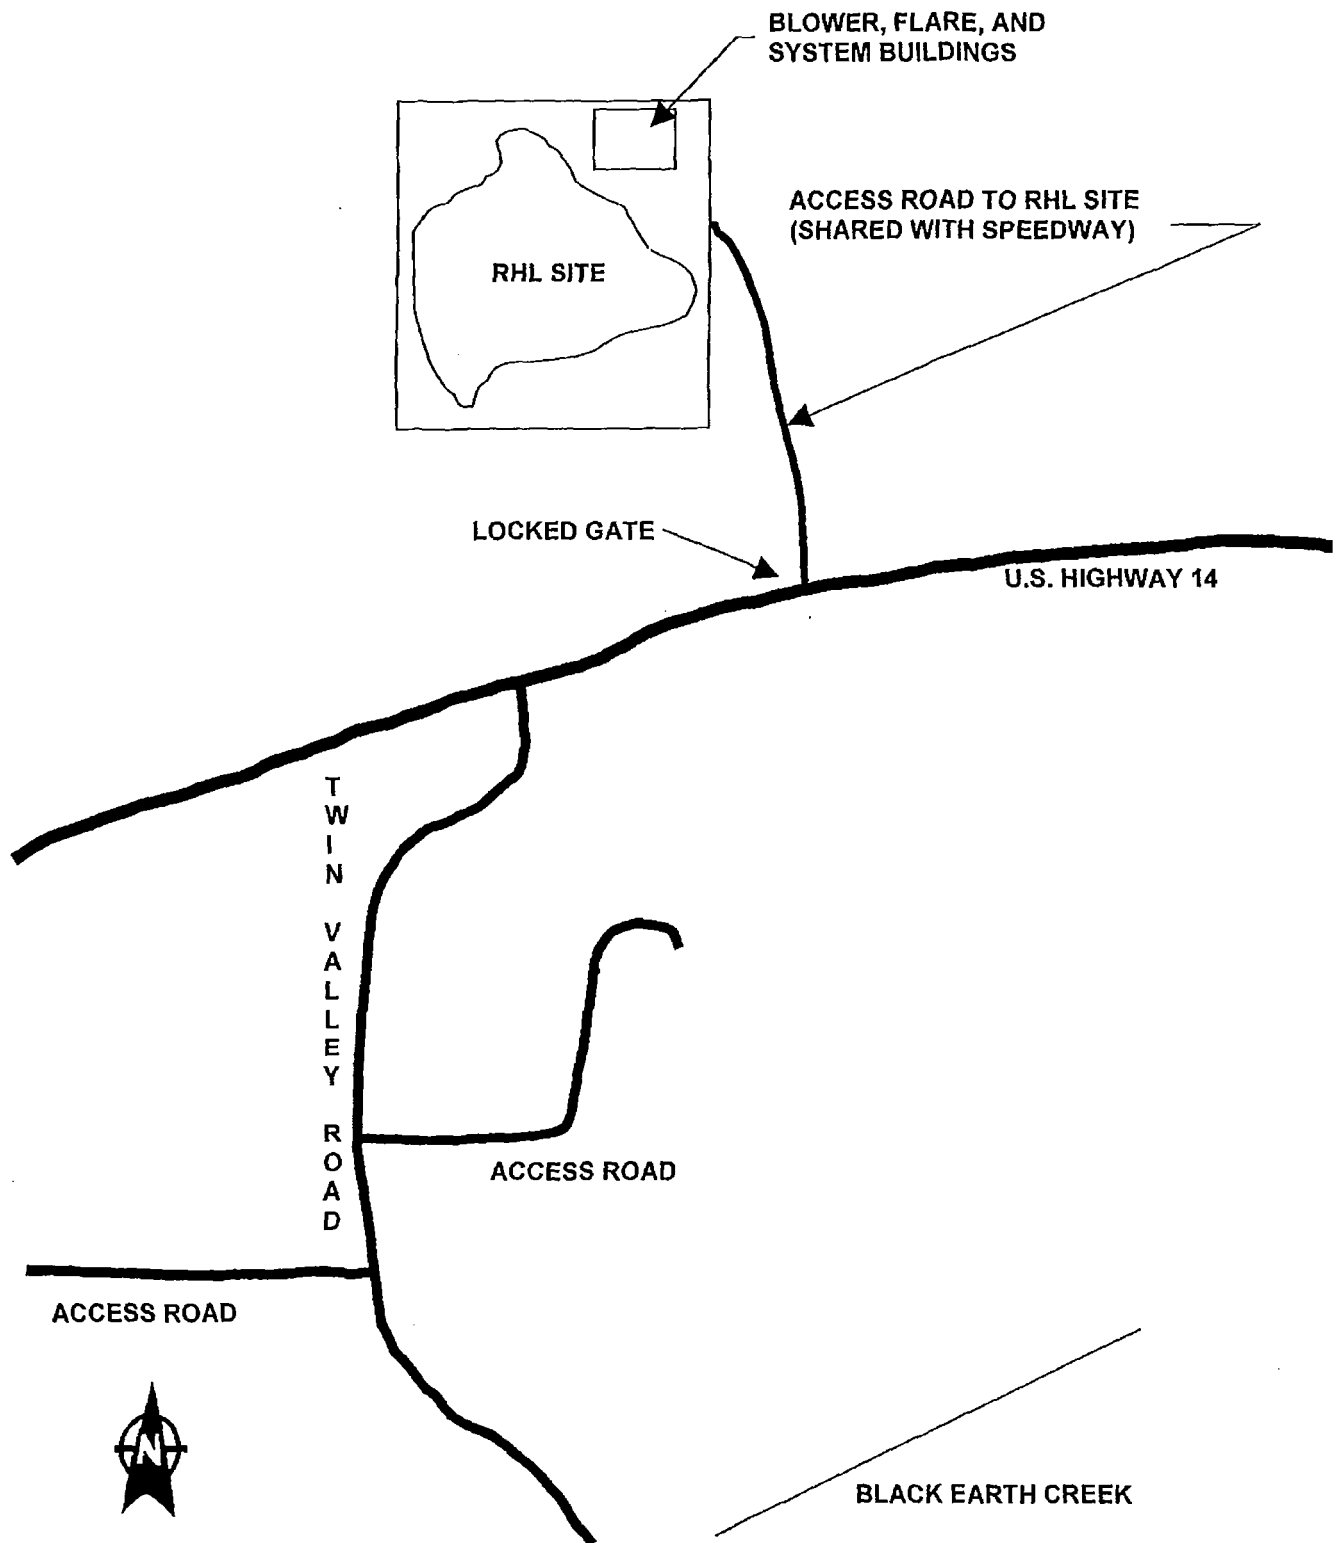 BLOWER, FLARE, AND
SYSTEM BUILDINGS
ACCESS ROAD TO RHL SITE
(SHARED WITH SPEEDWAY)
RHL SITE
LOCKED GATE
U.S. HIGHWAY 14
TWIN VALLEY ROAD
ACCESS ROAD
ACCESS ROAD
N
BLACK EARTH CREEK